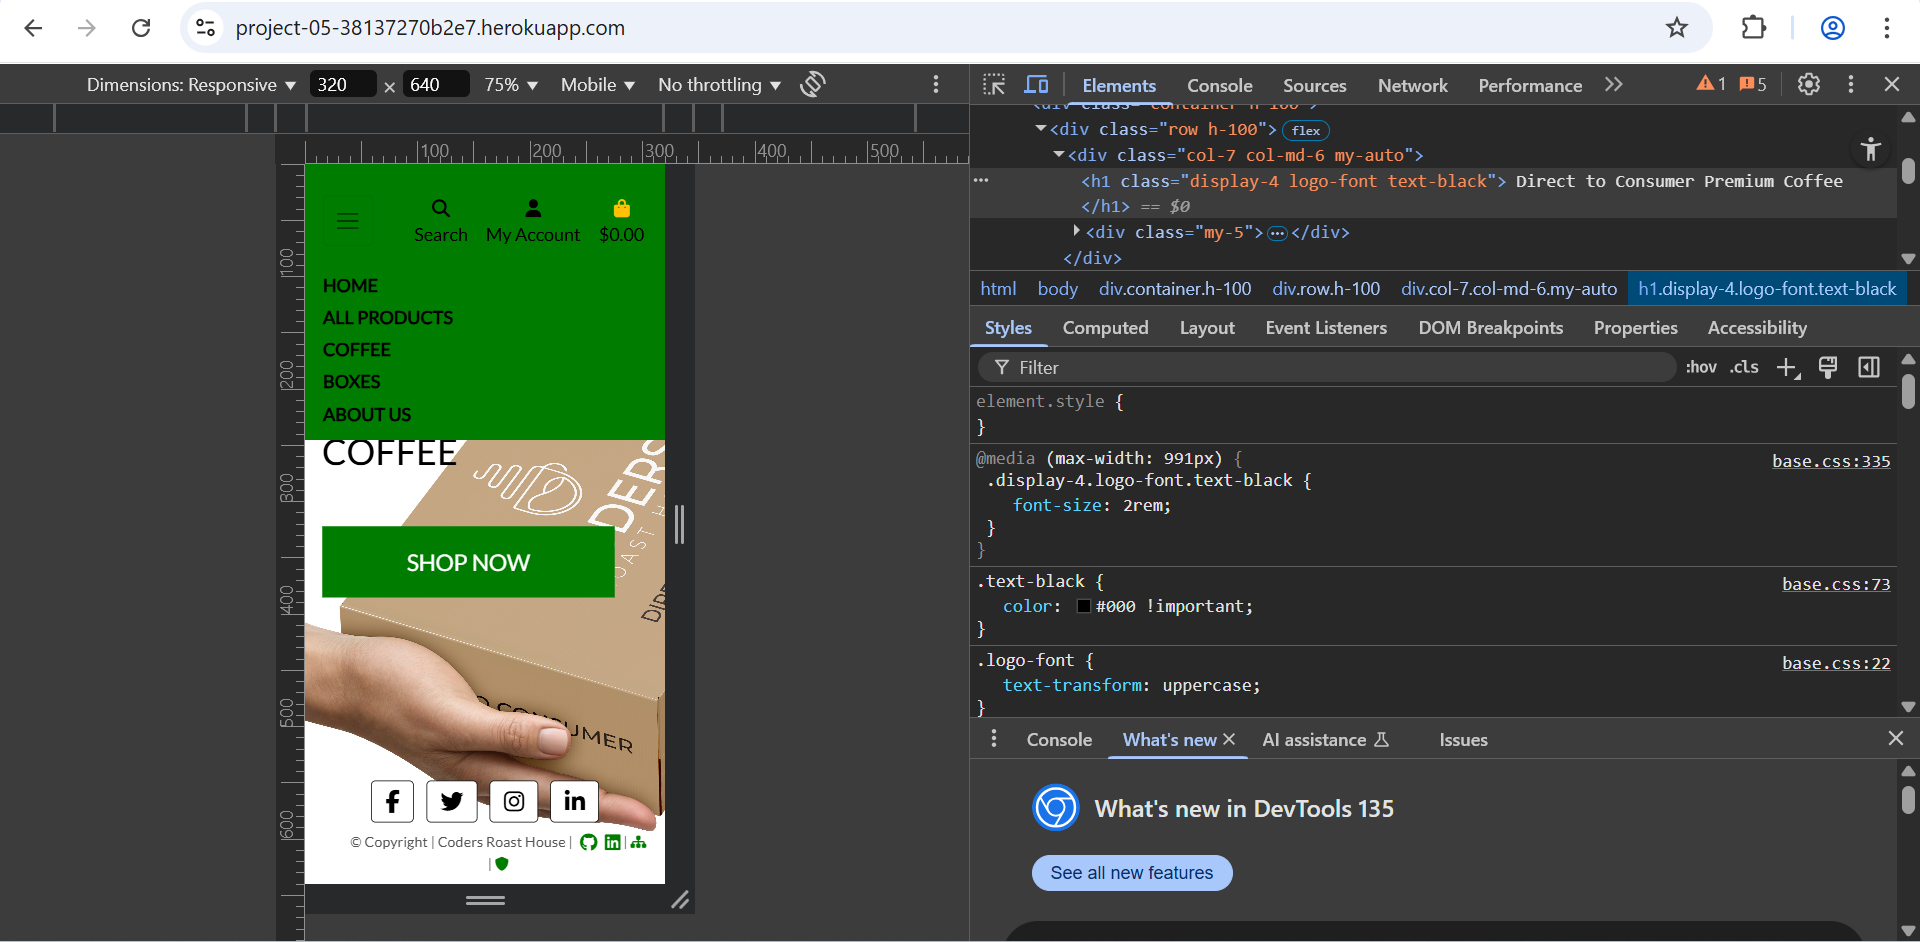 project-05-38137270b2e7.herokuapp.com
Dimensions: Responsive 320 × 640 75% Mobile No throttling
Elements Console Sources Network Performance 1 5
100 200 300 400 500
100
200
300
400
500
600
Search My Account $0.00
HOME
ALL PRODUCTS
COFFEE
BOXES
ABOUT US
COFFEE
SHOP NOW
CONSUMER
© Copyright | Coders Roast House | |
|
<div class="container h-100">
<div class="row h-100"> flex
<div class="col-7 col-md-6 my-auto">
... <h1 class="display-4 logo-font text-black"> Direct to Consumer Premium Coffee
</h1> == $0
<div class="my-5"> ... </div>
</div>
html body div.container.h-100 div.row.h-100 div.col-7.col-md-6.my-auto h1.display-4.logo-font.text-black
Styles Computed Layout Event Listeners DOM Breakpoints Properties Accessibility
Filter :hov .cls
element.style {
}
@media (max-width: 991px) { base.css:335
.display-4.logo-font.text-black {
font-size: 2rem;
}
}
.text-black { base.css:73
color: #000 !important;
}
.logo-font { base.css:22
text-transform: uppercase;
}
Console What's new AI assistance Issues
What's new in DevTools 135
See all new features